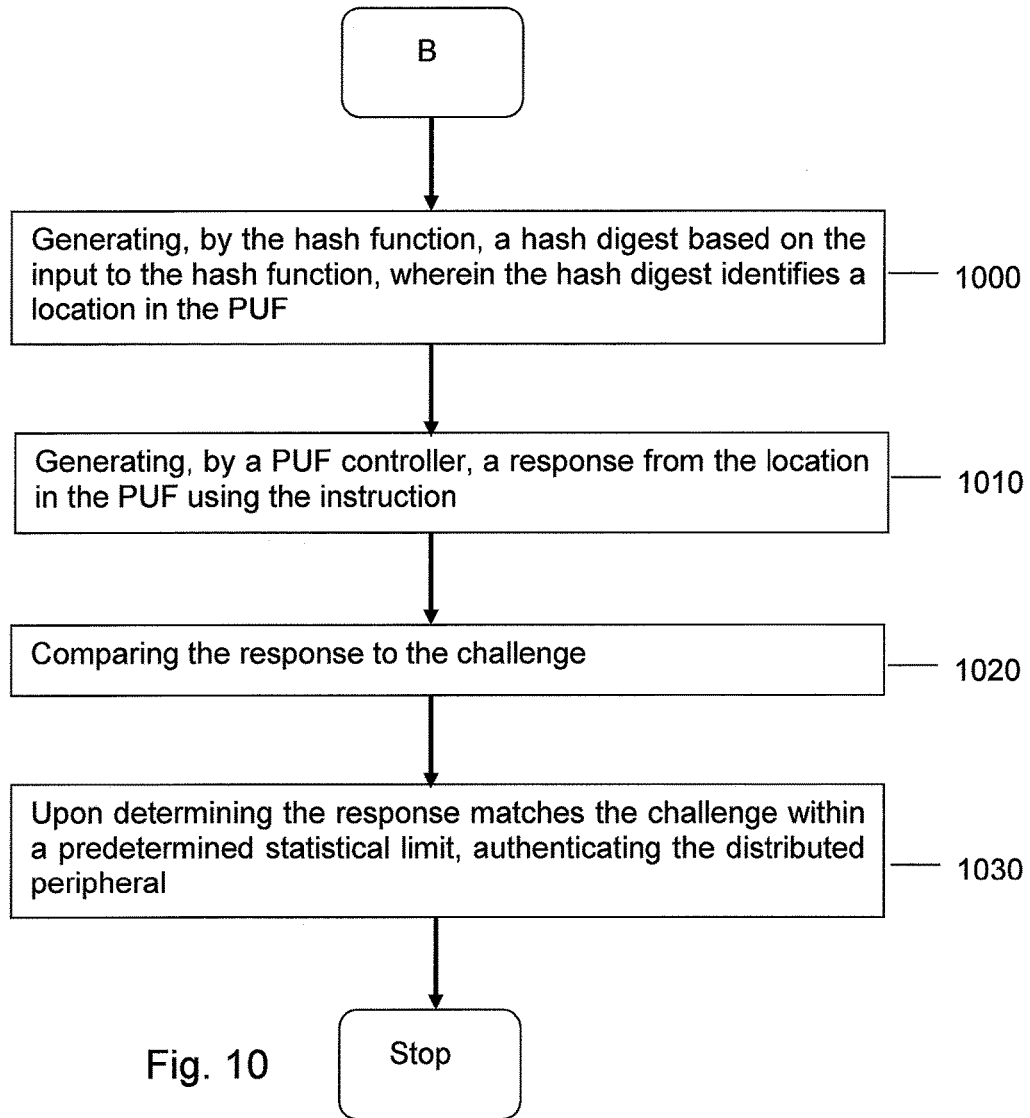 B
Generating, by the hash function, a hash digest based on the
input to the hash function, wherein the hash digest identifies a
location in the PUF
1000
Generating, by a PUF controller, a response from the location
in the PUF using the instruction
1010
Comparing the response to the challenge
1020
Upon determining the response matches the challenge within
a predetermined statistical limit, authenticating the distributed
peripheral
1030
Stop
Fig. 10